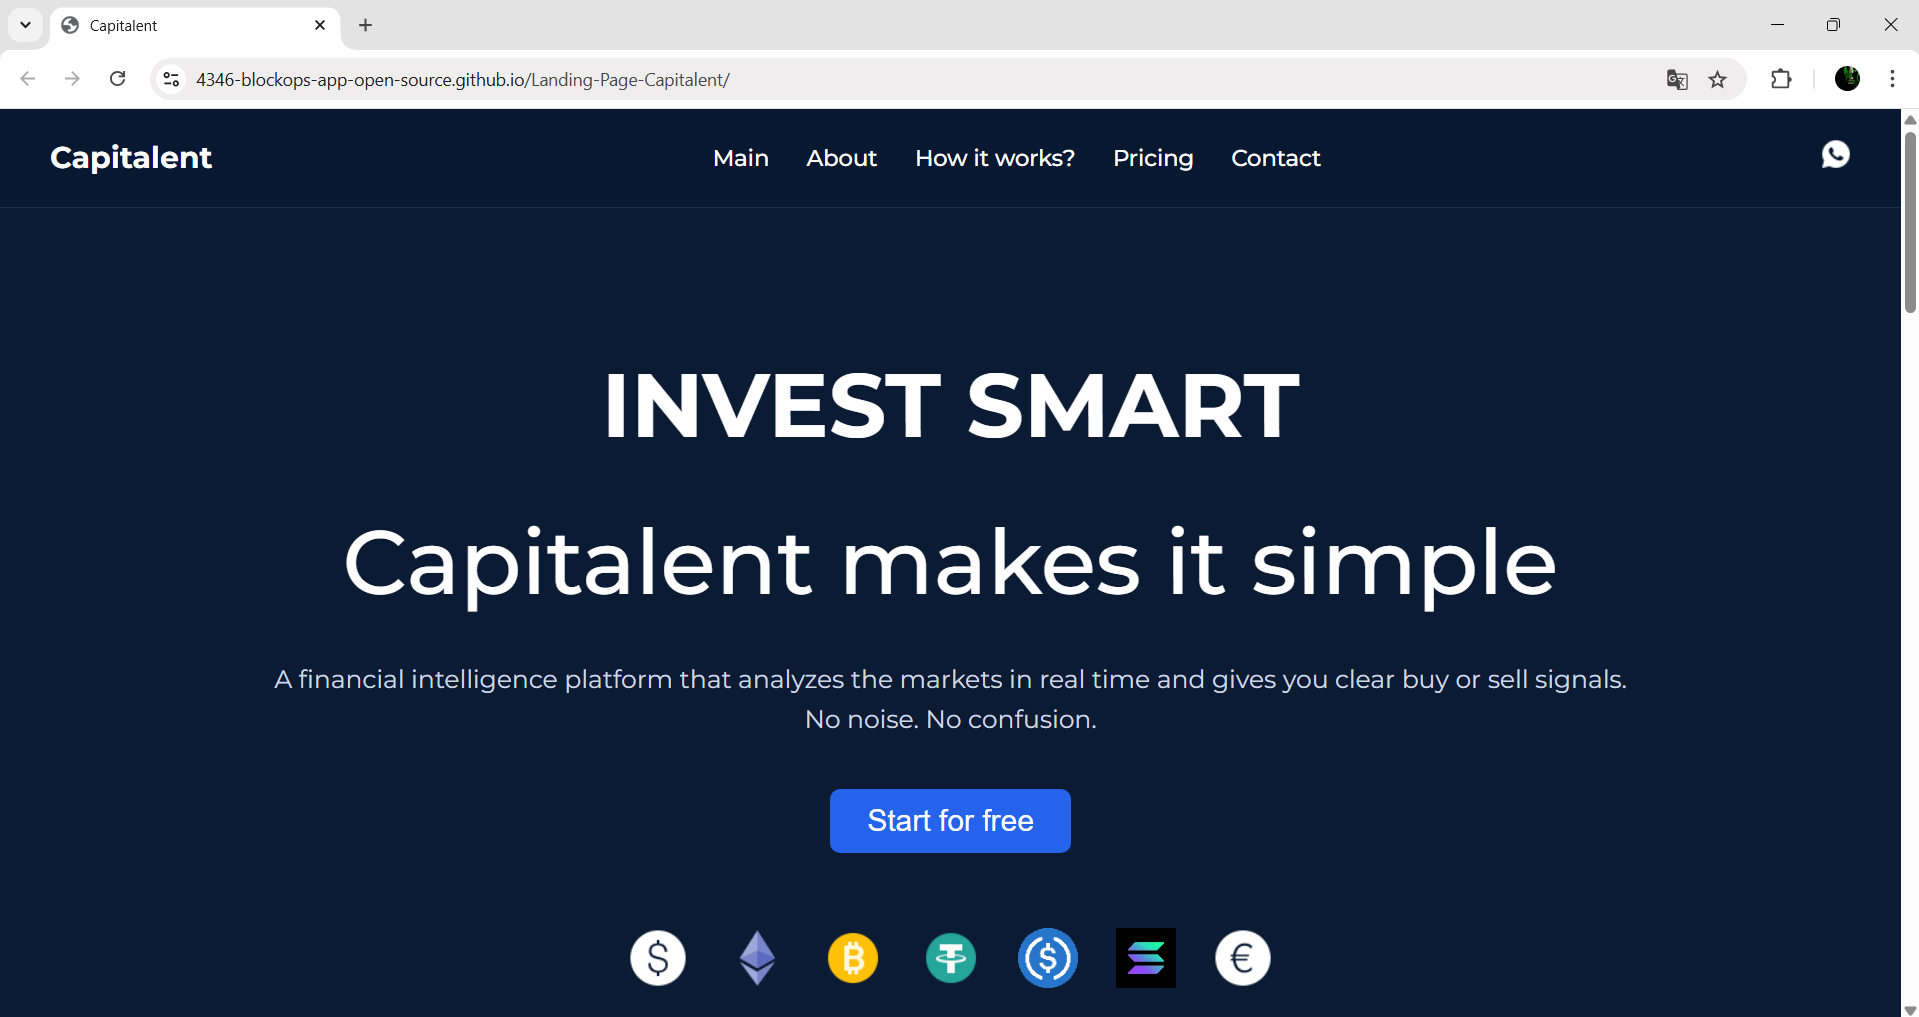 Capitalent
4346-blockops-app-open-source.github.io/Landing-Page-Capitalent/
Capitalent
Main
About
How it works?
Pricing
Contact
INVEST SMART
Capitalent makes it simple
A financial intelligence platform that analyzes the markets in real time and gives you clear buy or sell signals.
No noise. No confusion.
Start for free